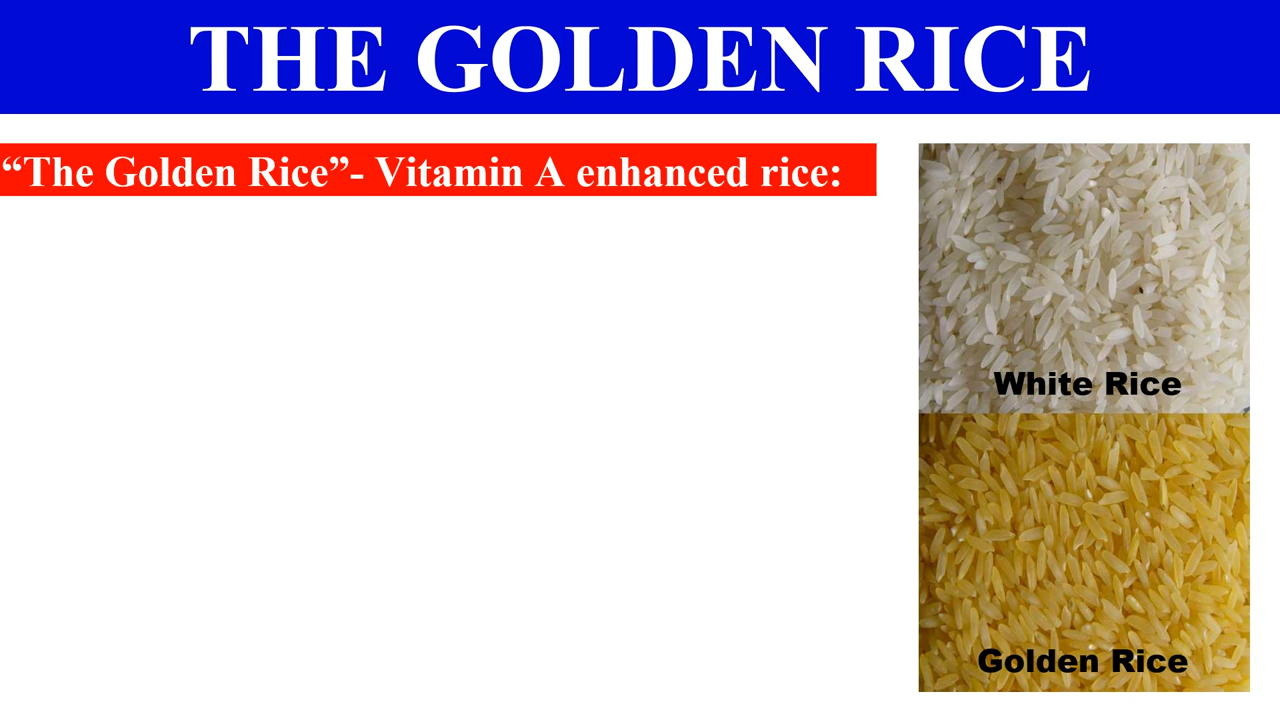 THE GOLDEN RICE
“The Golden Rice”- Vitamin A enhanced rice:
White Rice
Golden Rice